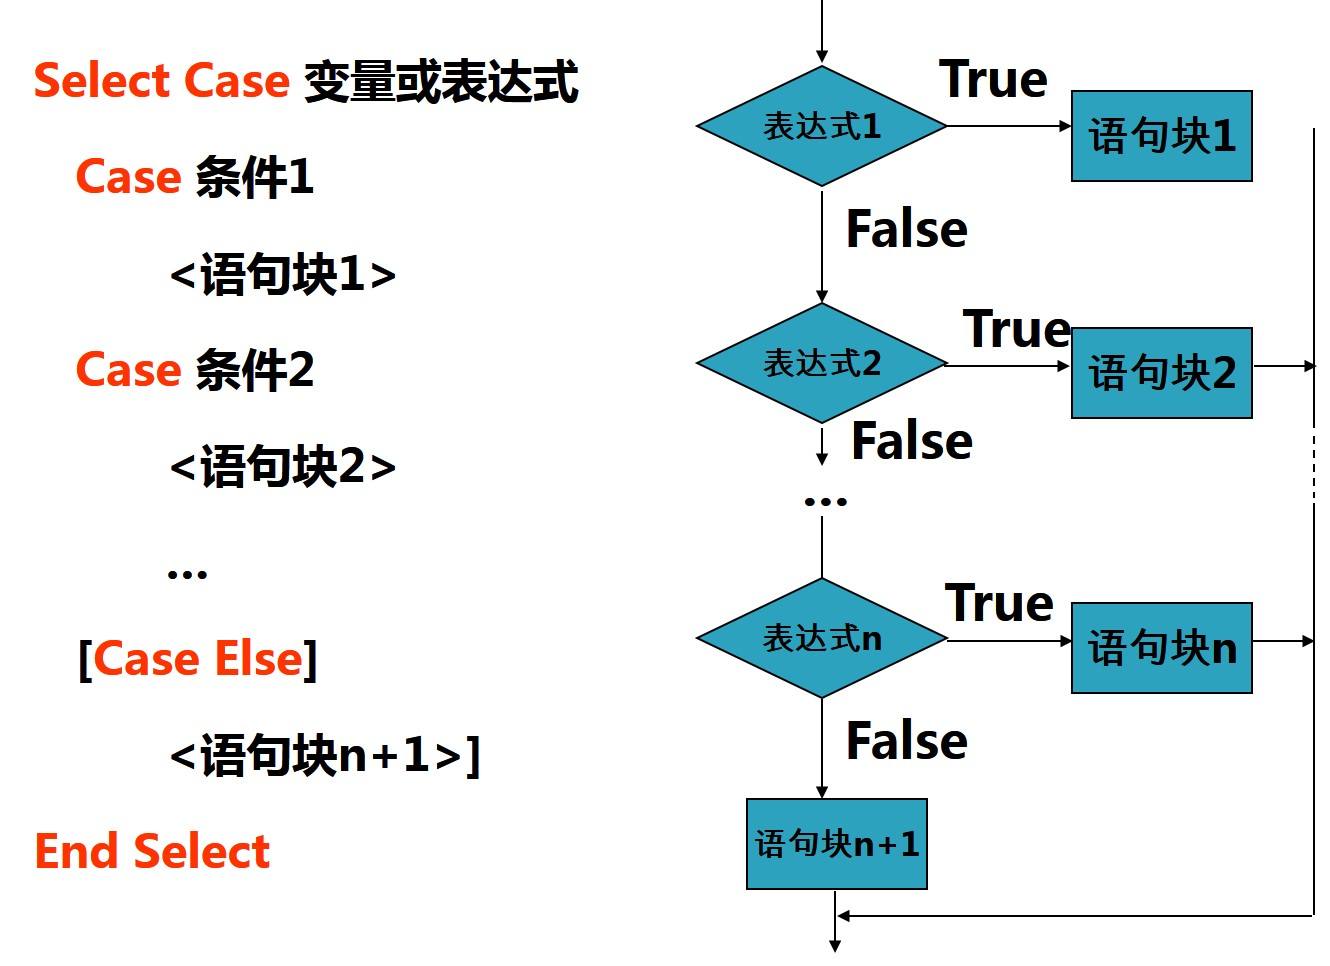 Select Case 变量或表达式
Case 条件1
<语句块1>
Case 条件2
<语句块2>
...
[Case Else]
<语句块n+1>]
End Select
表达式1
True
语句块1
False
表达式2
True
语句块2
False
...
表达式n
True
语句块n
False
语句块n+1